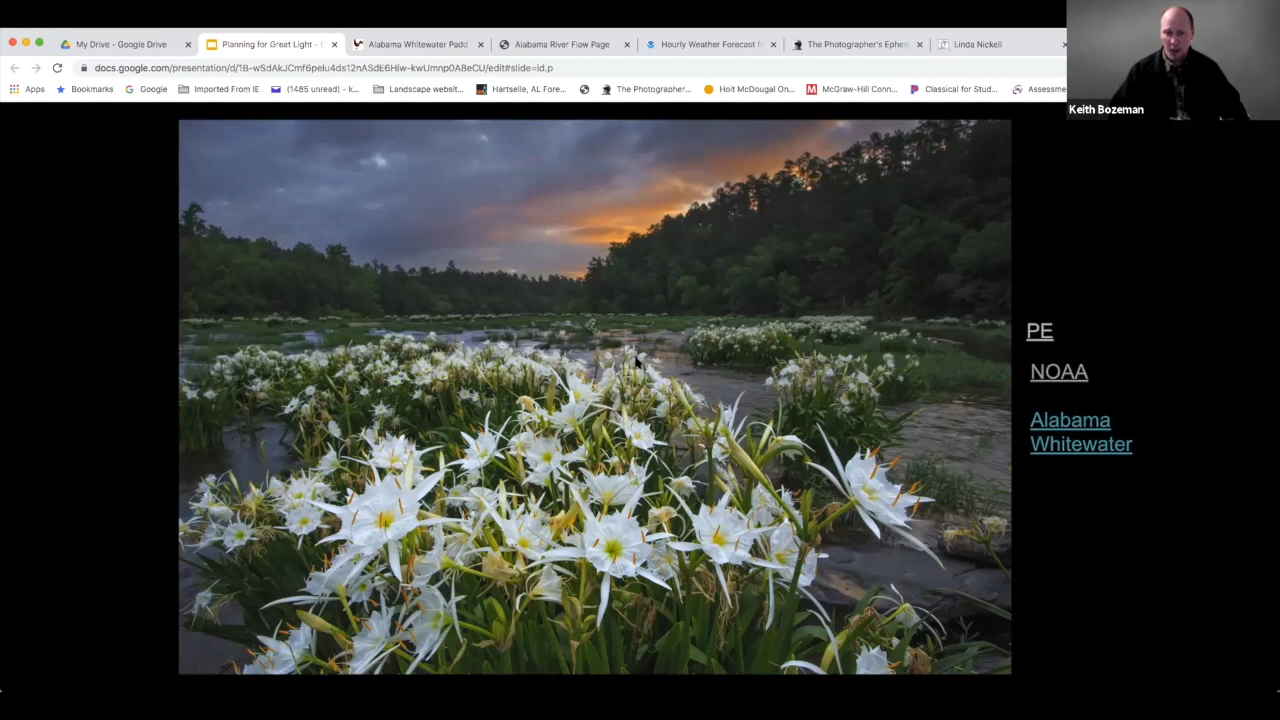 My Drive - Google Drive
Planning for Great Light - 
Alabama Whitewater Padd
Alabama River Flow Page
Hourly Weather Forecast f
The Photographer's Ephen
Linda Nickell
docs.google.com/presentation/d/1B-wSdAkJCmf6pelu4ds12nASdE6Hiw-kwUmnp0A8eCU/edit#slide=id.p
Apps
Bookmarks
Google
Imported From IE
(1485 unread) - k...
Landscape websit...
Hartselle, AL Fore...
The Photographer...
Holt McDougal On...
McGraw-Hill Conn...
Classical for Stud...
Assessme
Keith Bozeman
PE
NOAA
Alabama
Whitewater